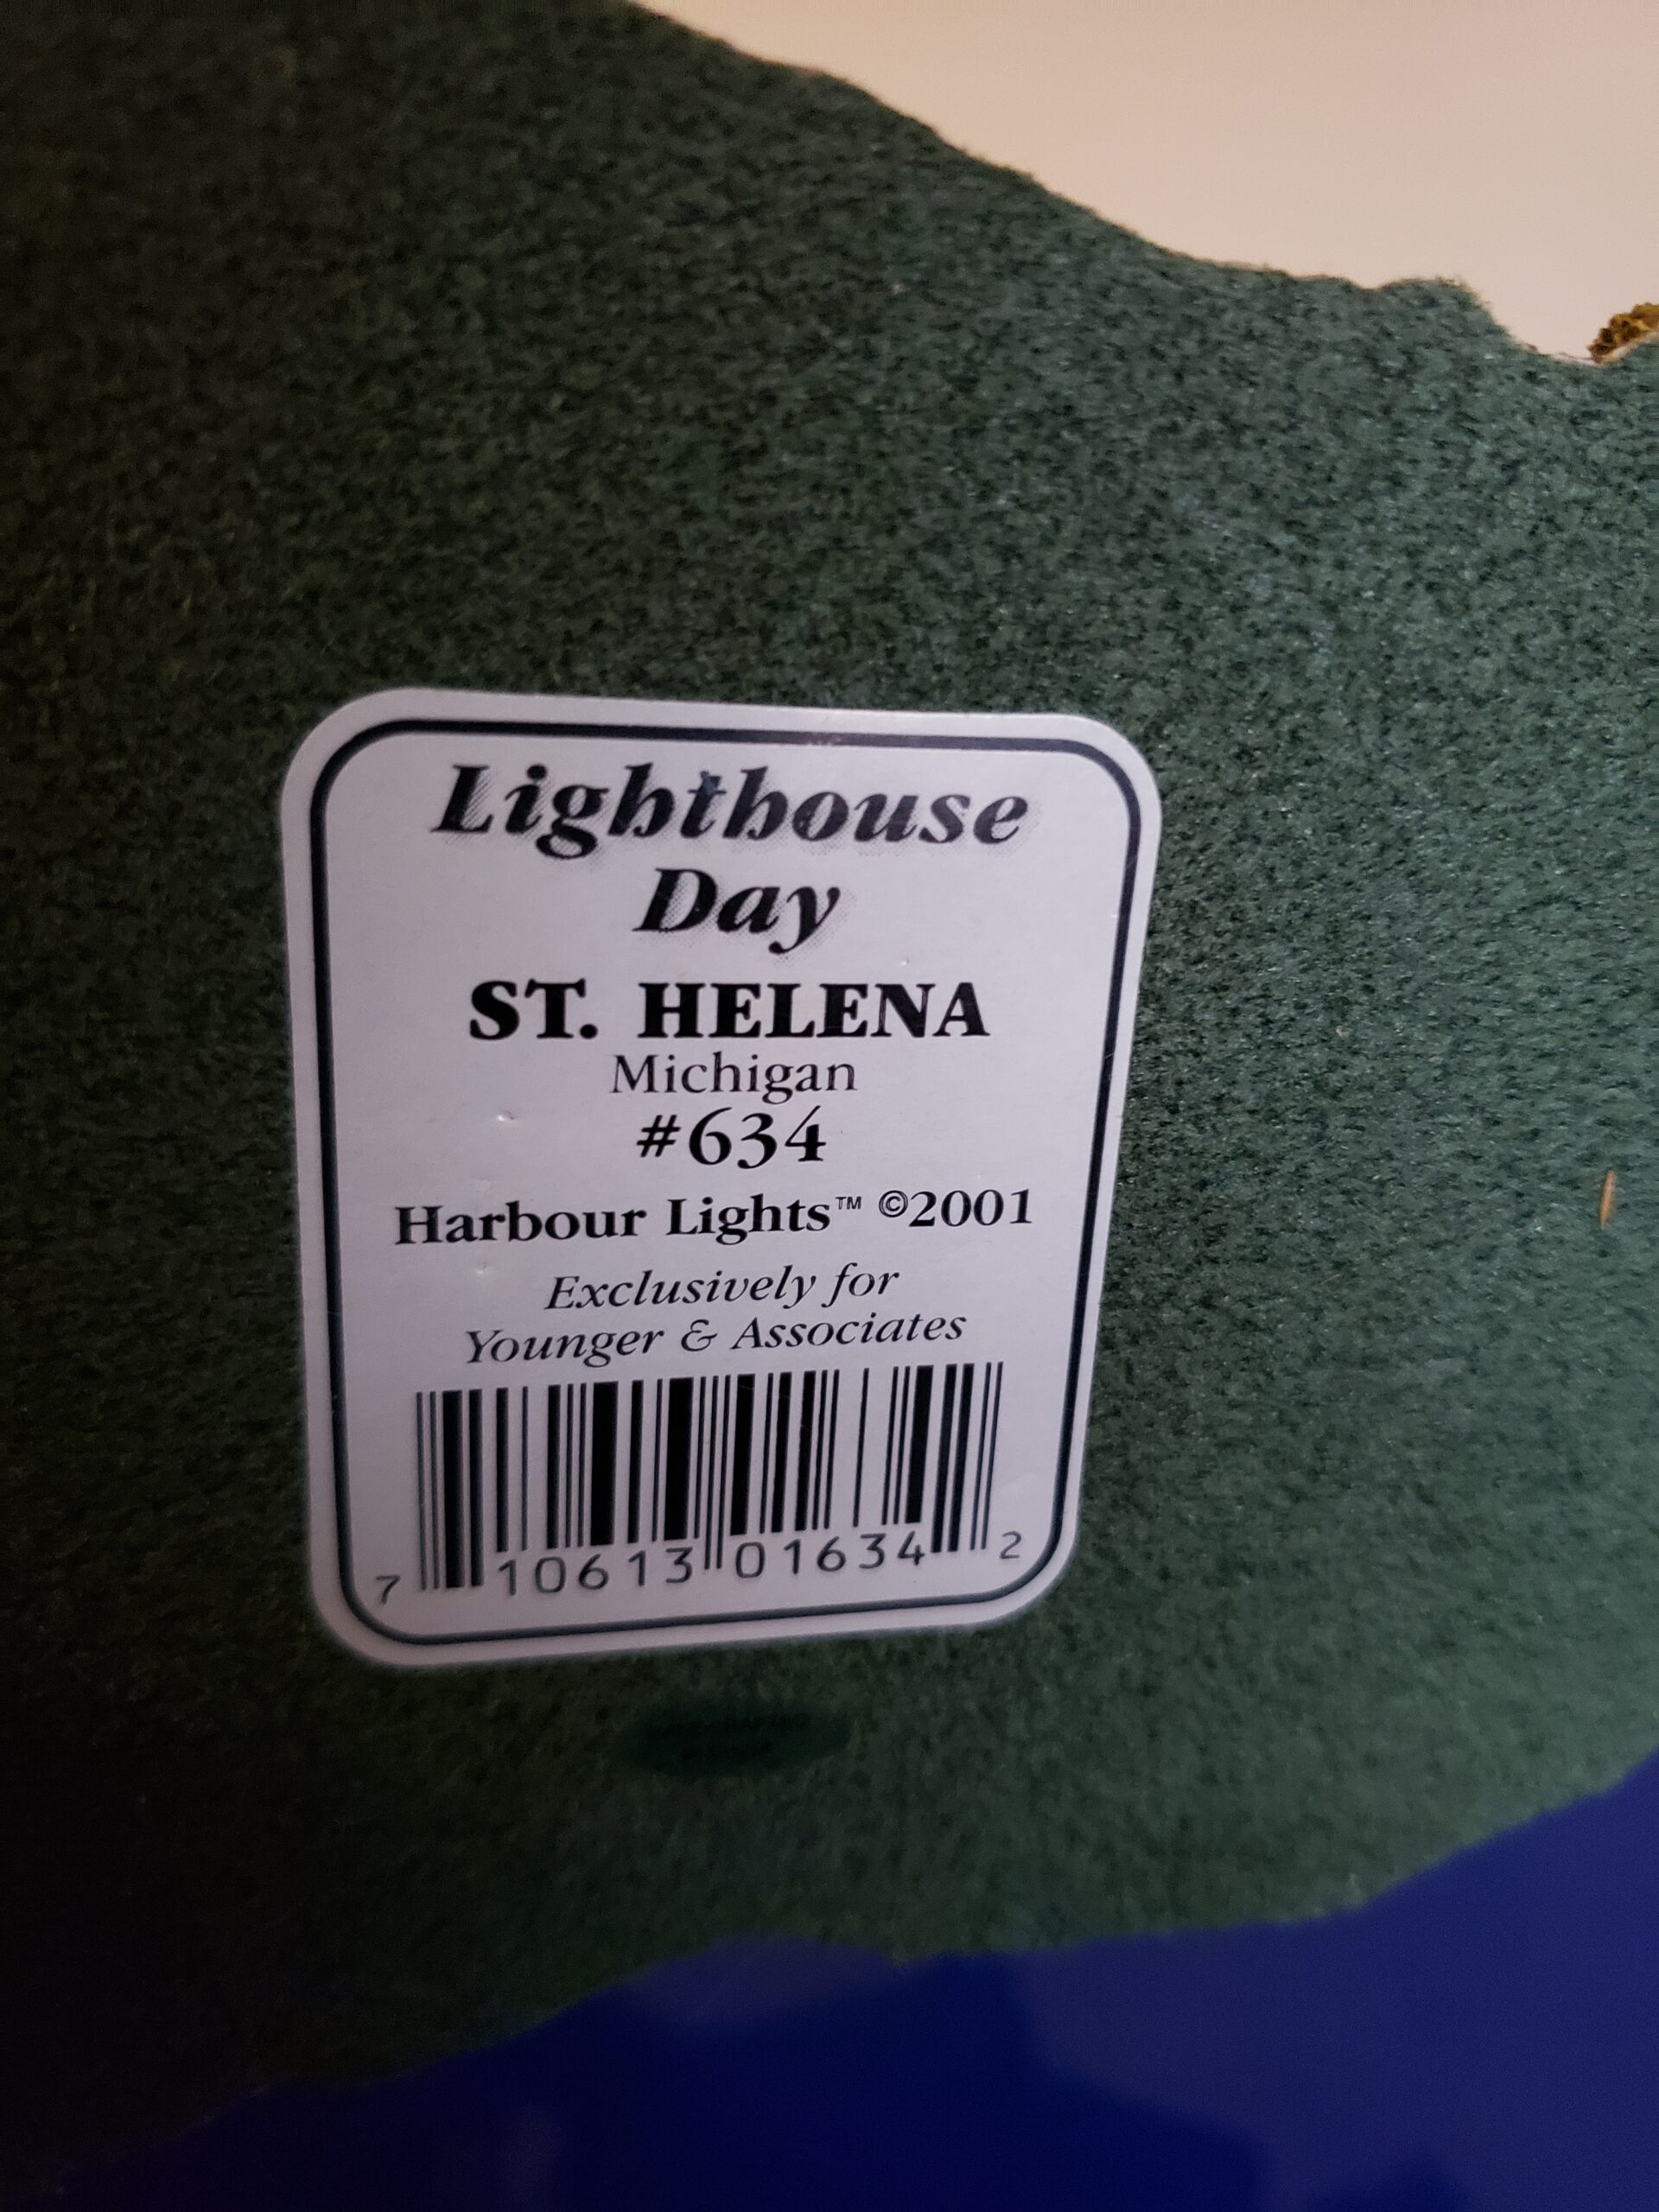 Lighthouse
Day
ST. HELENA
Michigan
#634
Harbour Lights™ ©2001
Exclusively for
Younger & Associates
7 10613 01634 2